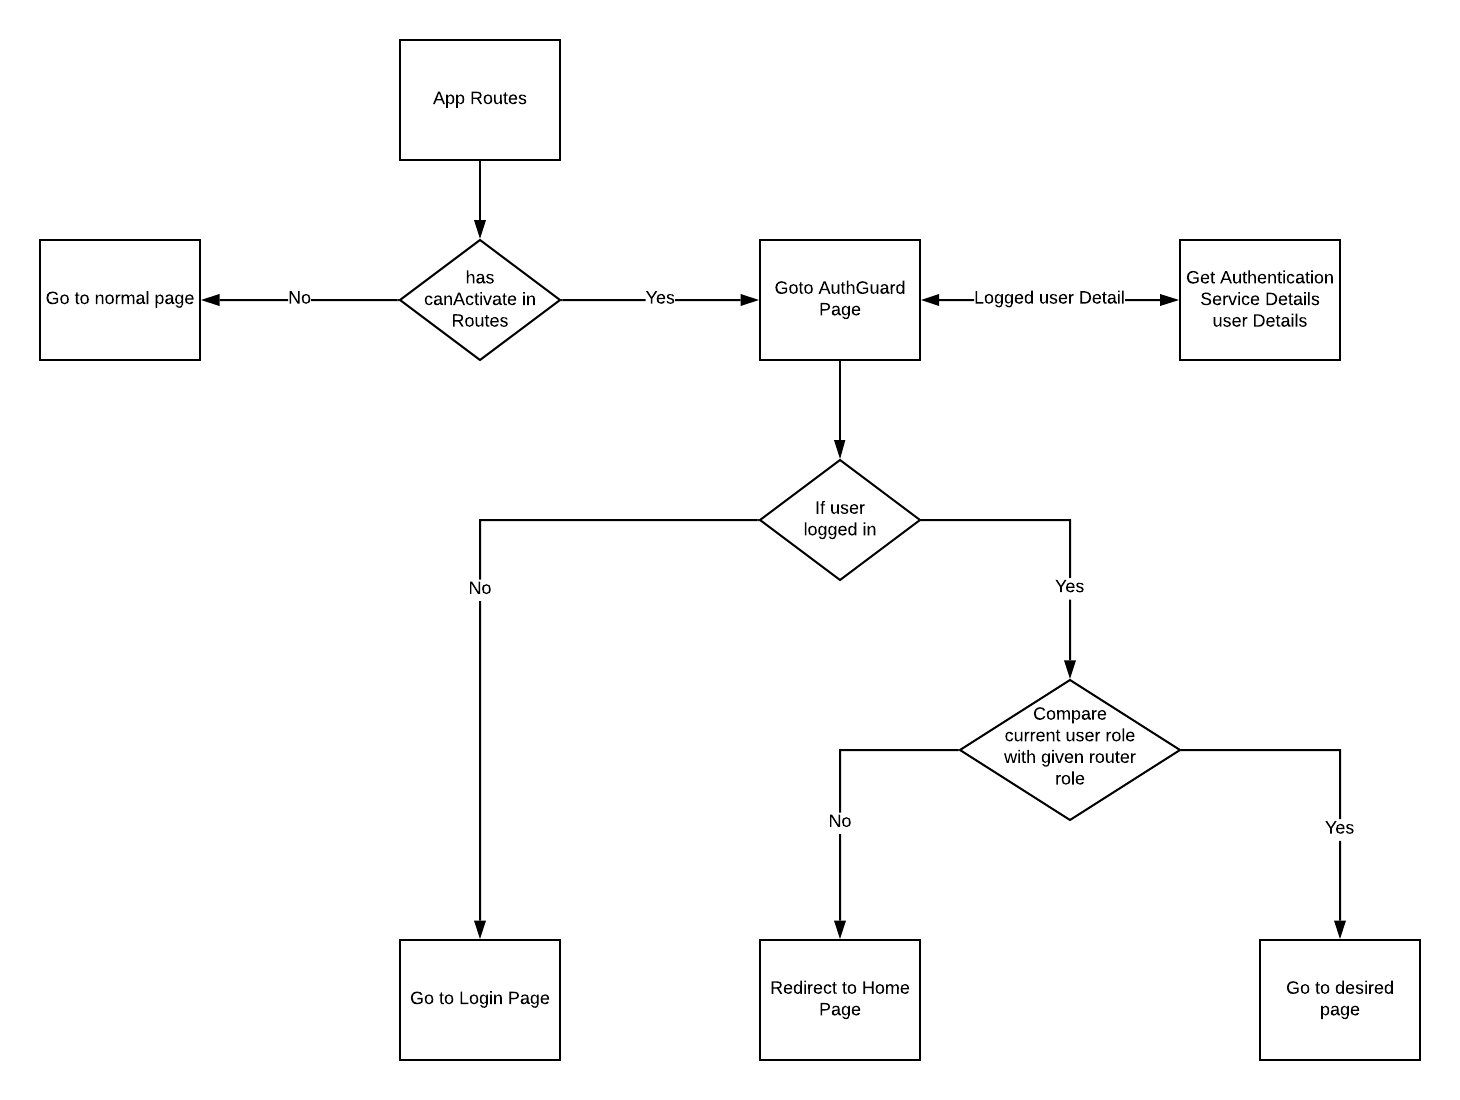 App Routes
Go to normal page
No
has
canActivate in
Routes
Yes
Goto AuthGuard
Page
Logged user Detail
Get Authentication
Service Details
user Details
If user
logged in
No
Yes
Compare
current user role
with given router
role
No
Yes
Go to Login Page
Redirect to Home
Page
Go to desired
page